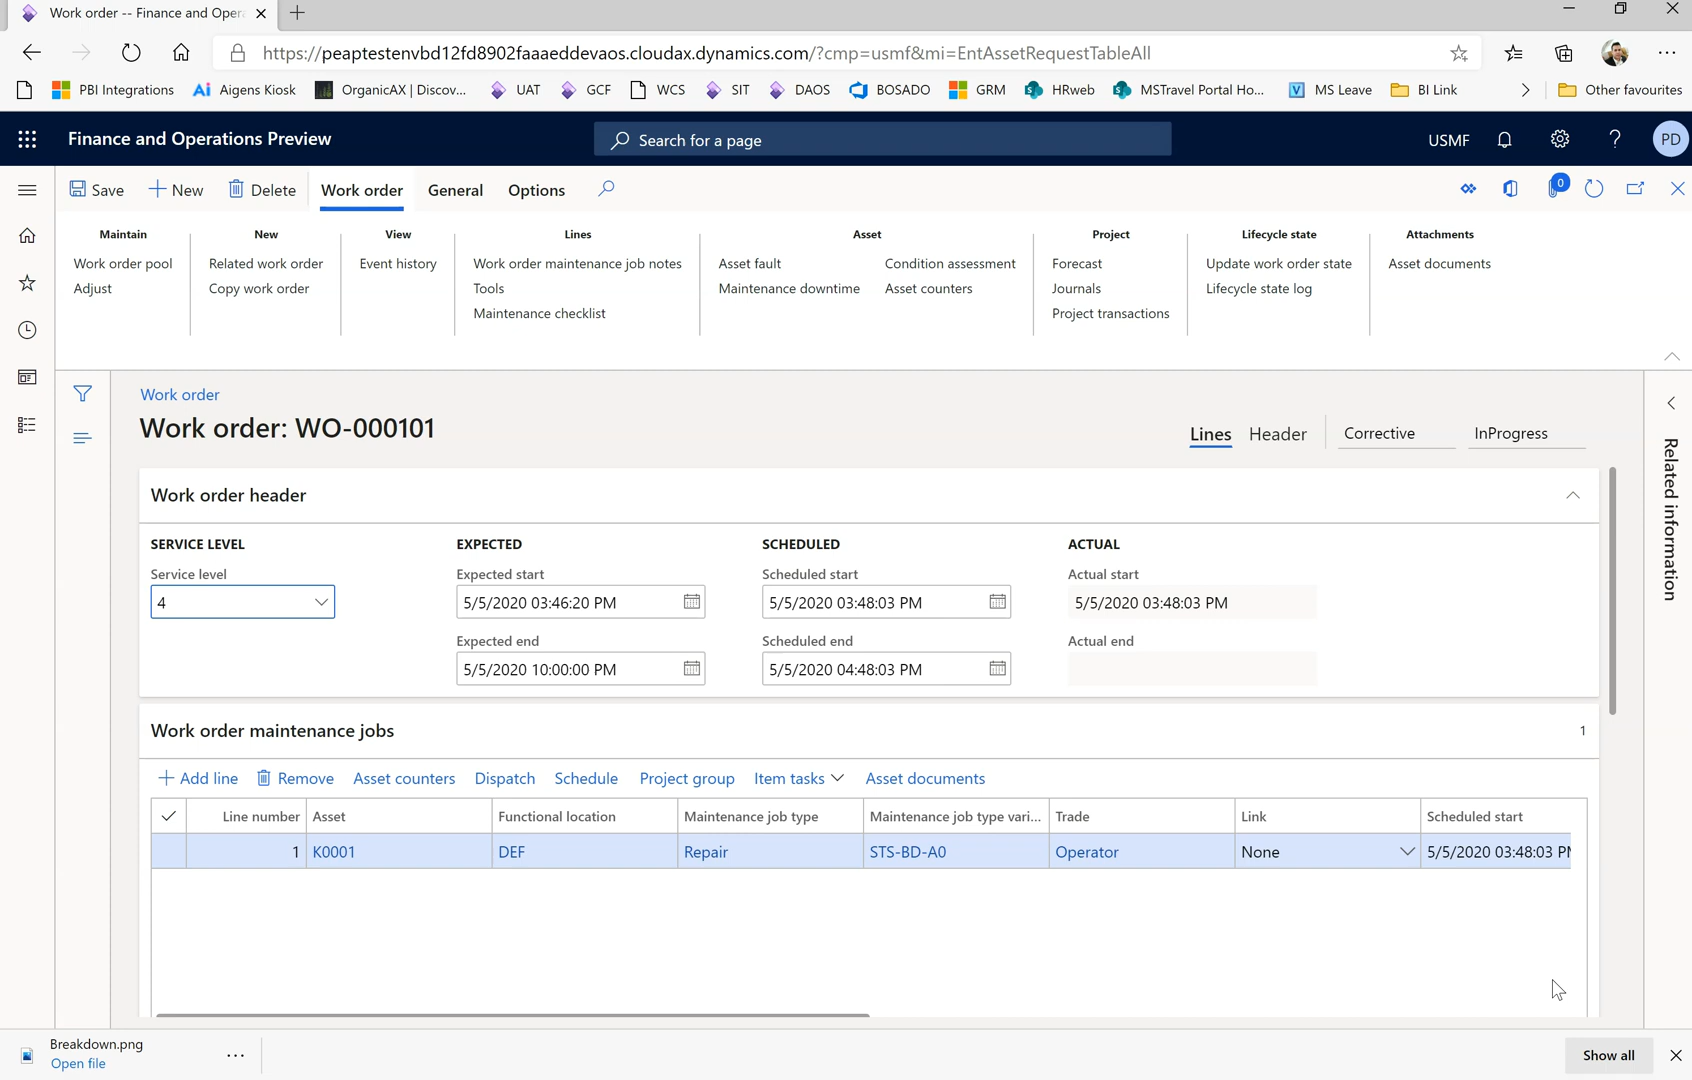 Work order -- Finance and Oper
https://peaptestenvbd12fd8902faaaeddevaos.cloudax.dynamics.com/?cmp=usmf&mi=EntAssetRequestTableAll
PBI Integrations
Aigens Kiosk
OrganicAX | Discov...
UAT
GCF
WCS
SIT
DAOS
BOSADO
GRM
HRweb
MSTravel Portal Ho...
MS Leave
BI Link
Other favourites
Finance and Operations Preview
Search for a page
USMF
PD
Save
New
Delete
Work order
General
Options
0
Maintain
New
View
Lines
Asset
Project
Lifecycle state
Attachments
Work order pool
Related work order
Event history
Work order maintenance job notes
Asset fault
Condition assessment
Forecast
Update work order state
Asset documents
Adjust
Copy work order
Tools
Maintenance downtime
Asset counters
Journals
Lifecycle state log
Maintenance checklist
Project transactions
Work order
Work order: WO-000101
Lines
Header
Corrective
InProgress
Related information
Work order header
SERVICE LEVEL
EXPECTED
SCHEDULED
ACTUAL
Service level
Expected start
Scheduled start
Actual start
4
5/5/2020 03:46:20 PM
5/5/2020 03:48:03 PM
5/5/2020 03:48:03 PM
Expected end
Scheduled end
Actual end
5/5/2020 10:00:00 PM
5/5/2020 04:48:03 PM
Work order maintenance jobs
1
Add line
Remove
Asset counters
Dispatch
Schedule
Project group
Item tasks
Asset documents
Line number
Asset
Functional location
Maintenance job type
Maintenance job type vari...
Trade
Link
Scheduled start
1
K0001
DEF
Repair
STS-BD-A0
Operator
None
5/5/2020 03:48:03 PM
Breakdown.png
Open file
Show all